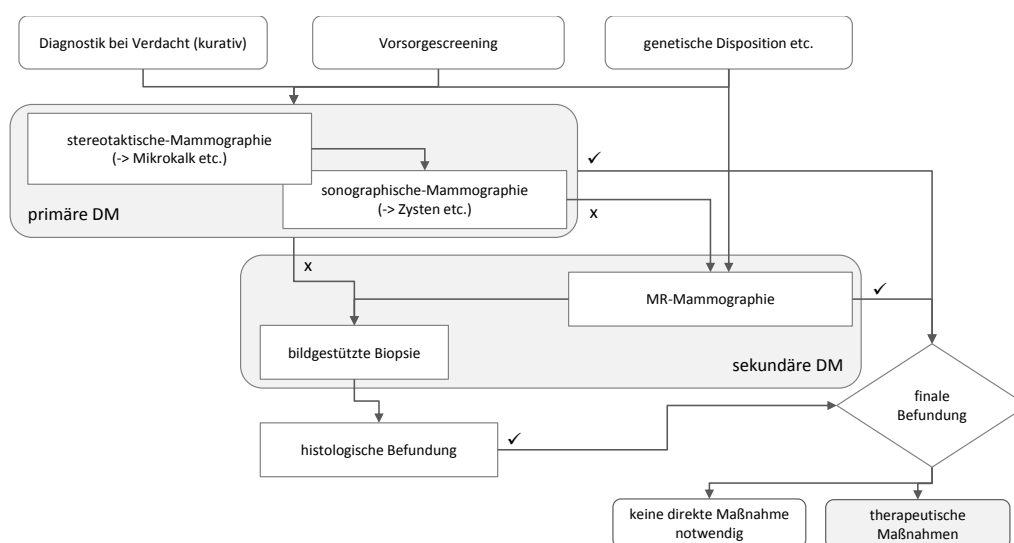 Diagnostik bei Verdacht (kurativ)
Vorsorgescreening
genetische Disposition etc.
stereotaktische-Mammographie
(-> Mikrokalk etc.)
✓
sonographische-Mammographie
(-> Zysten etc.)
x
primäre DM
x
MR-Mammographie
✓
bildgestützte Biopsie
sekundäre DM
finale
Befundung
histologische Befundung
✓
keine direkte Maßnahme
notwendig
therapeutische
Maßnahmen